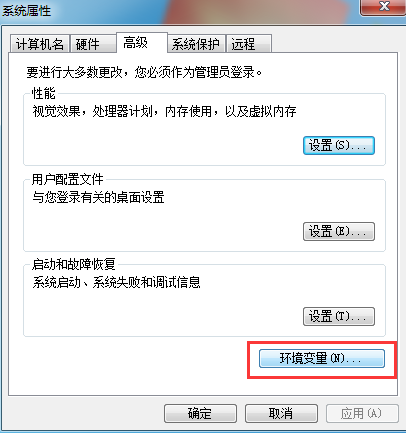 系统属性
计算机名 硬件 高级 系统保护 远程
要进行大多数更改，您必须作为管理员登录。
性能
视觉效果，处理器计划，内存使用，以及虚拟内存
设置(S)...
用户配置文件
与您登录有关的桌面设置
设置(E)...
启动和故障恢复
系统启动、系统失败和调试信息
设置(T)...
环境变量(N)...
确定 取消 应用(A)